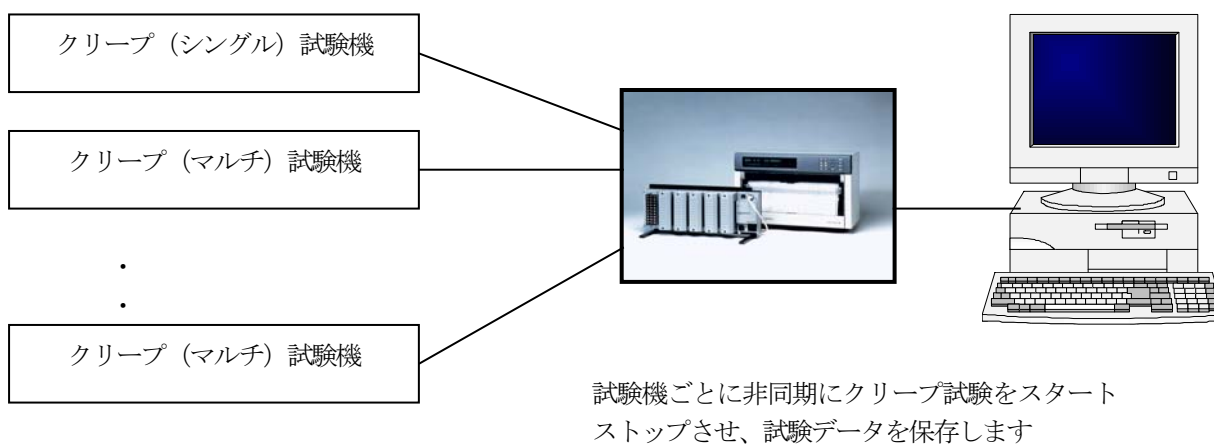 クリープ（シングル）試験機
クリープ（マルチ）試験機
・
・
クリープ（マルチ）試験機
試験機ごとに非同期にクリープ試験をスタート
ストップさせ、試験データを保存します